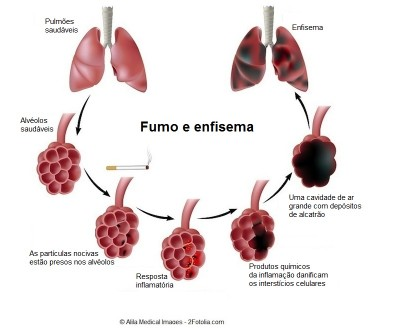 Pulmões
saudáveis
Enfisema
Alvéolos
saudáveis
Fumo e enfisema
Uma cavidade de ar
grande com depósitos
de alcatrão
As partículas nocivas
estão presos nos alvéolos
Resposta
inflamatória
Produtos químicos
da inflamação danificam
os interstícios celulares
© Alila Medical Images - 2Fotolia.com